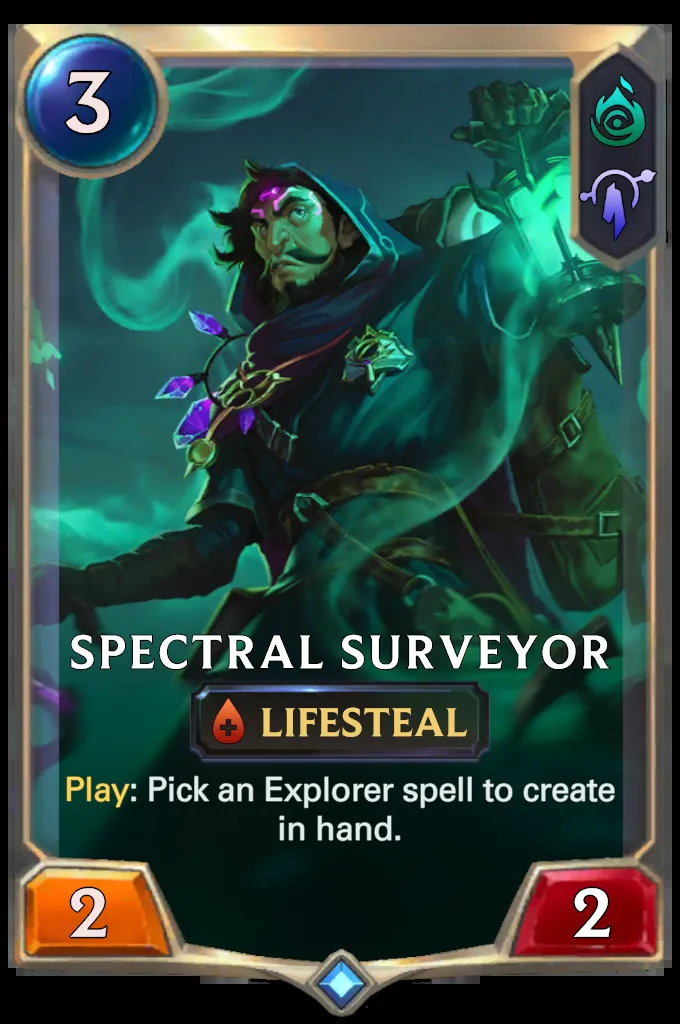 3
SPECTRAL SURVEYOR
LIFESTEAL
Play: Pick an Explorer spell to create
in hand.
2
2